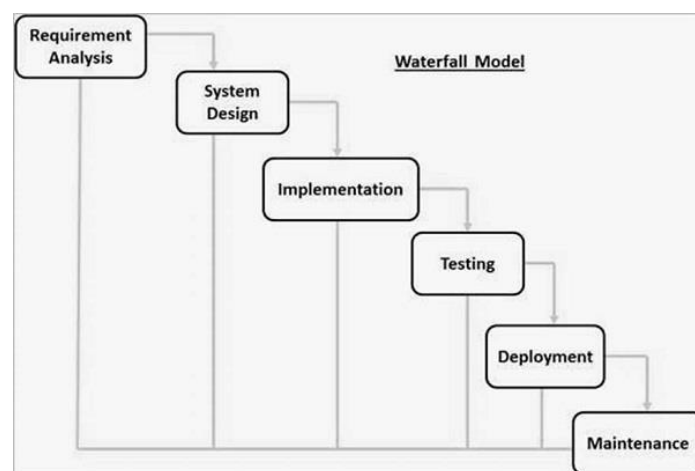 Requirement
Analysis
Waterfall Model
System
Design
Implementation
Testing
Deployment
Maintenance